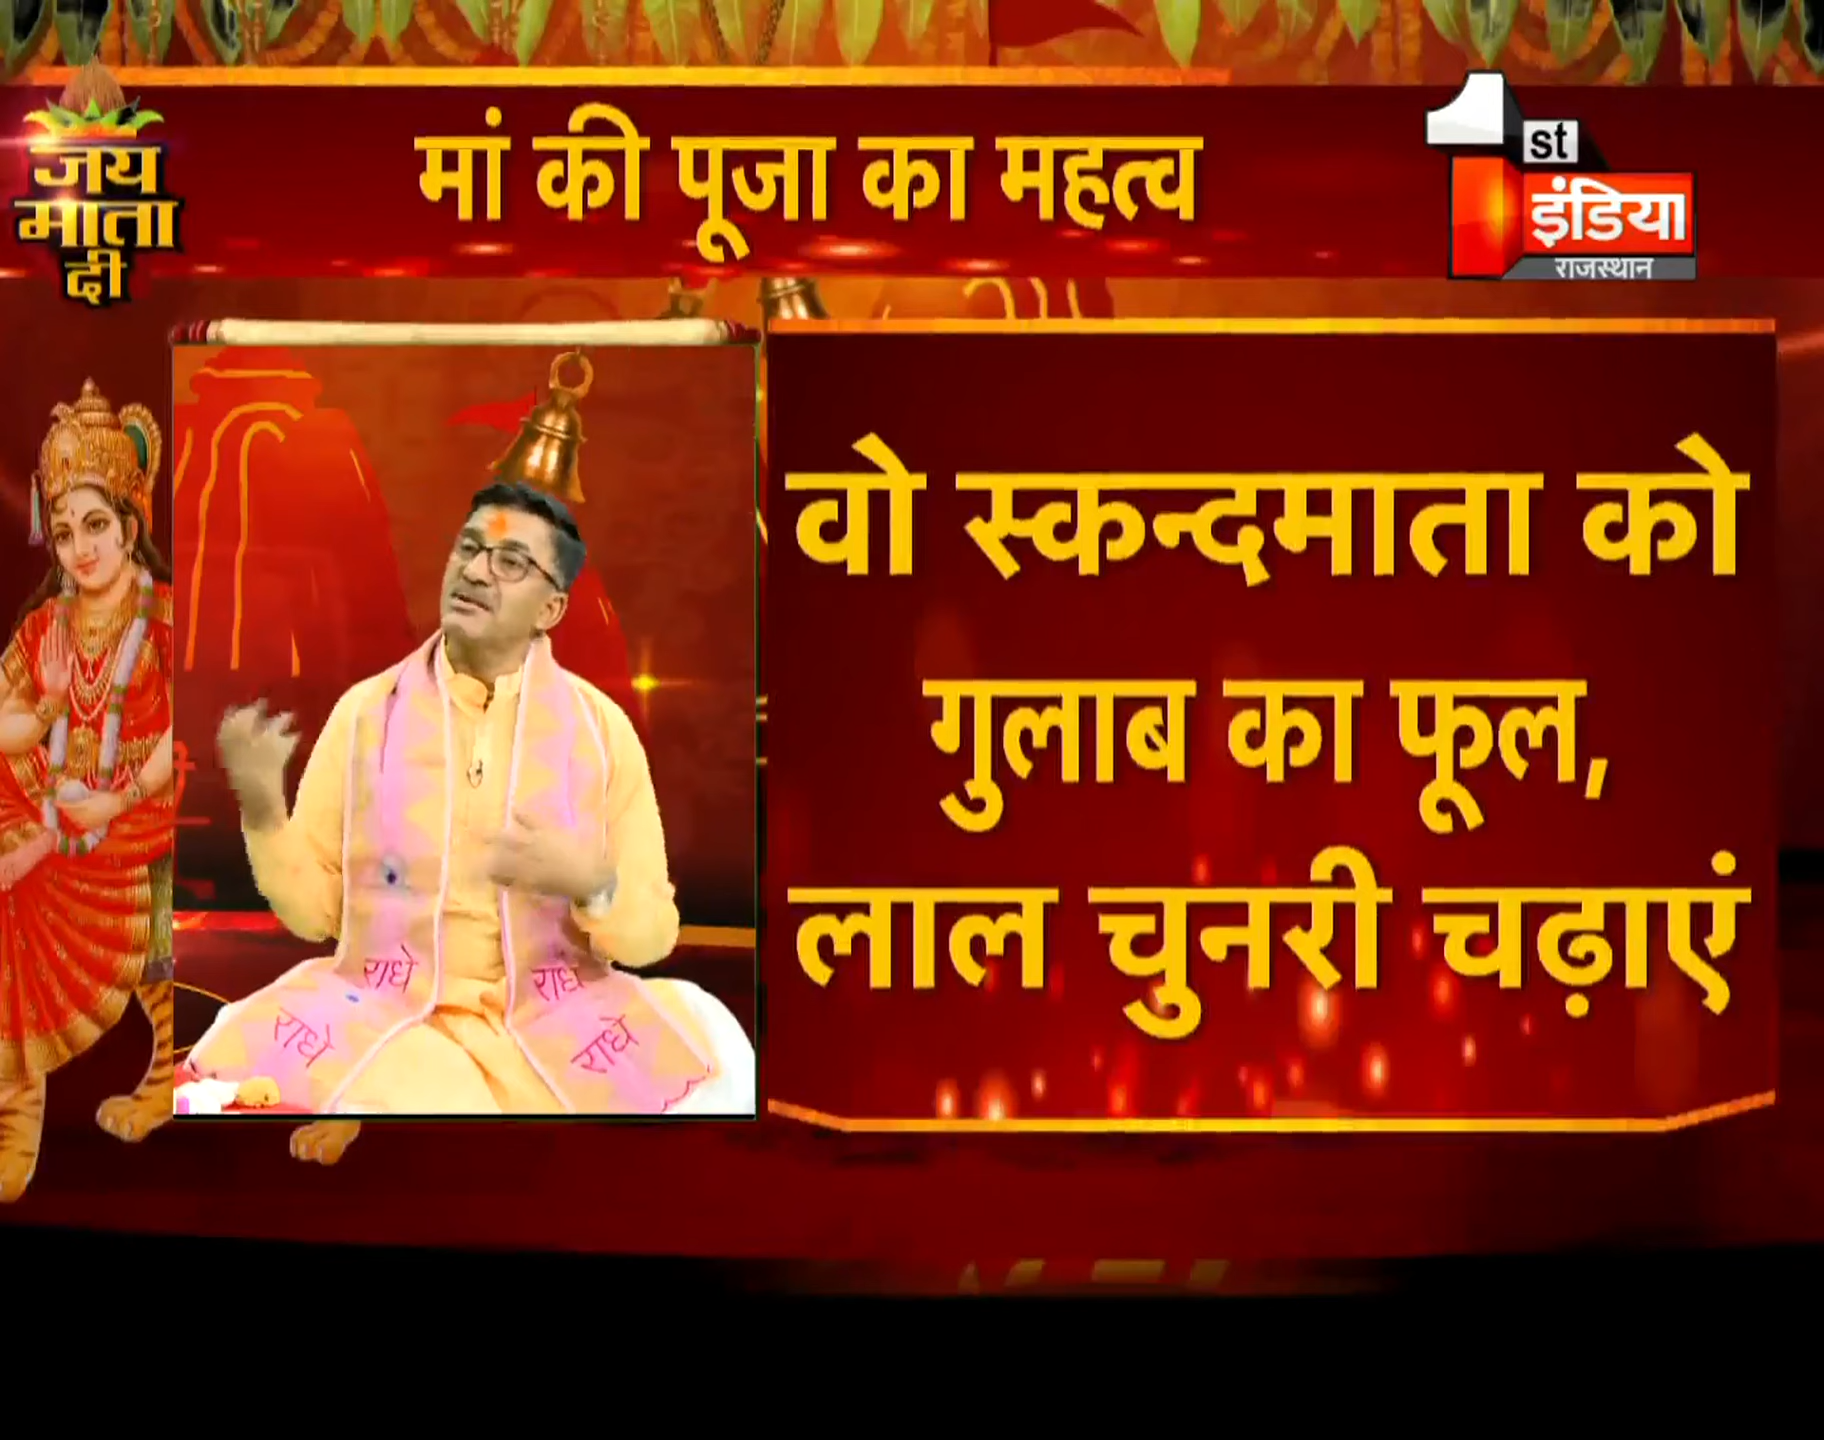 जय
माता
दी
मां की पूजा का महत्व
1st
इंडिया
राजस्थान
वो स्कन्दमाता को
गुलाब का फूल,
लाल चुनरी चढ़ाएं
राधे राधे
राधे राधे